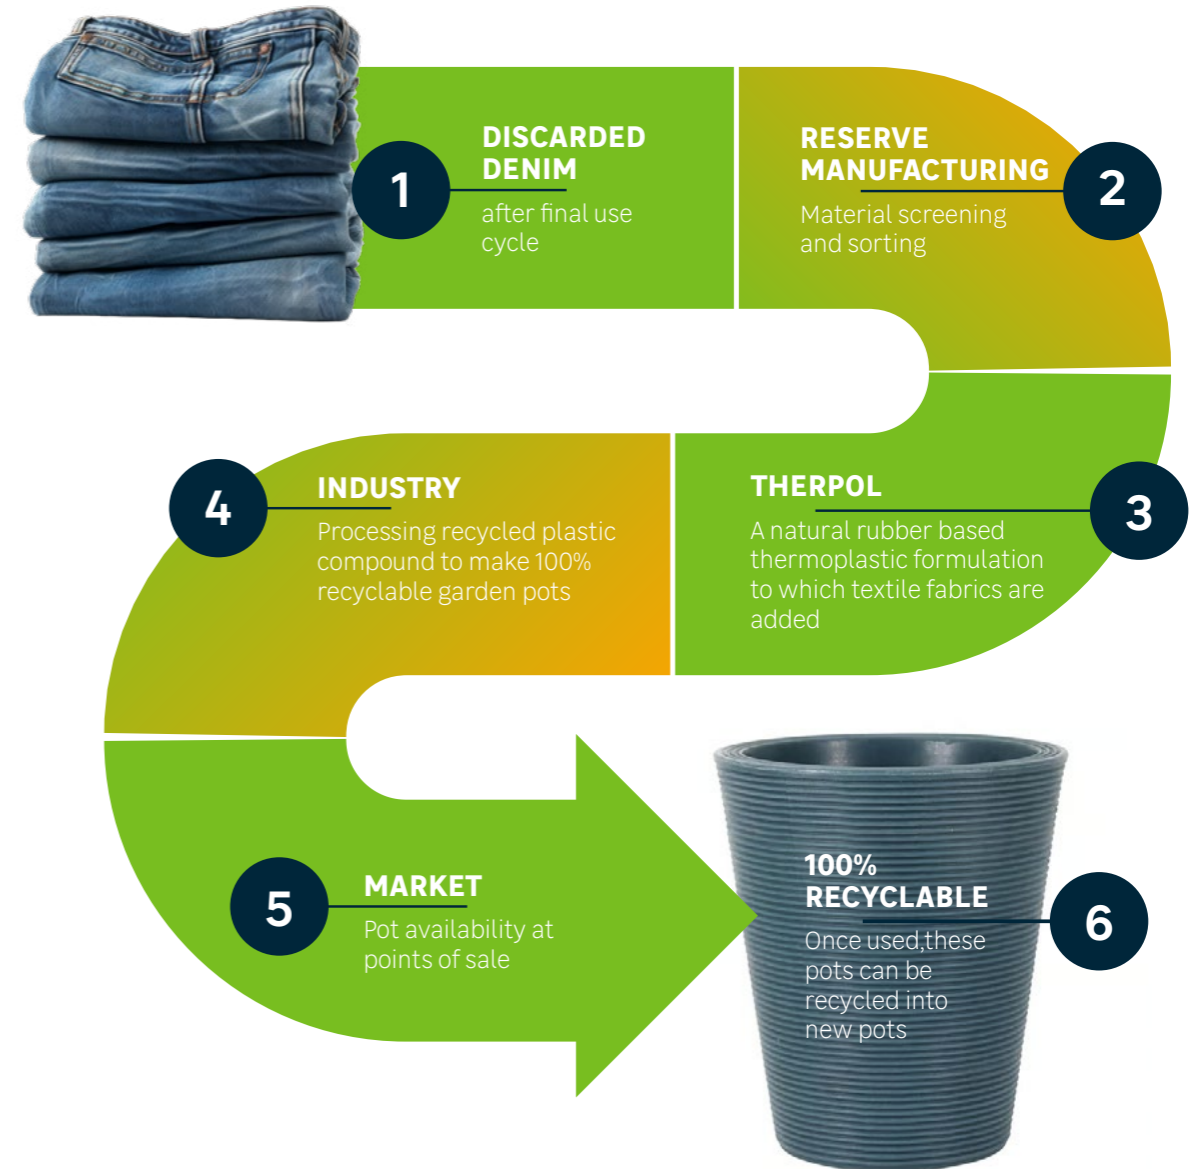 1
DISCARDED
DENIM
after final use
cycle
RESERVE
MANUFACTURING
Material screening
and sorting
2
THERPOL
A natural rubber based
thermoplastic formulation
to which textile fabrics are
added
3
4
INDUSTRY
Processing recycled plastic
compound to make 100%
recyclable garden pots
5
MARKET
Pot availability at
points of sale
100%
RECYCLABLE
Once used,these
pots can be
recycled into
new pots
6